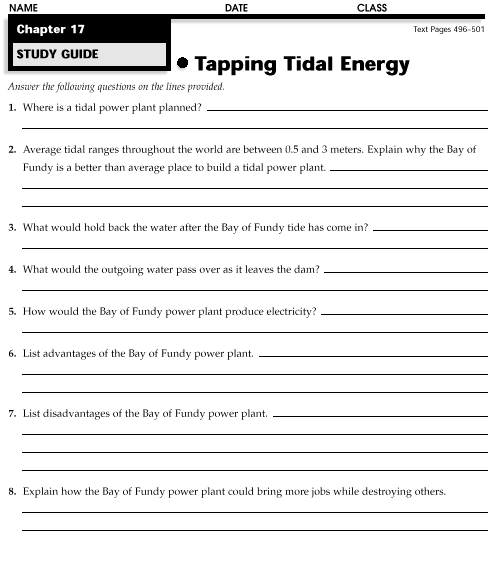 NAME DATE CLASS
Chapter 17
Text Pages 496–501
STUDY GUIDE
● Tapping Tidal Energy
Answer the following questions on the lines provided.
1. Where is a tidal power plant planned?
2. Average tidal ranges throughout the world are between 0.5 and 3 meters. Explain why the Bay of
Fundy is a better than average place to build a tidal power plant.
3. What would hold back the water after the Bay of Fundy tide has come in?
4. What would the outgoing water pass over as it leaves the dam?
5. How would the Bay of Fundy power plant produce electricity?
6. List advantages of the Bay of Fundy power plant.
7. List disadvantages of the Bay of Fundy power plant.
8. Explain how the Bay of Fundy power plant could bring more jobs while destroying others.